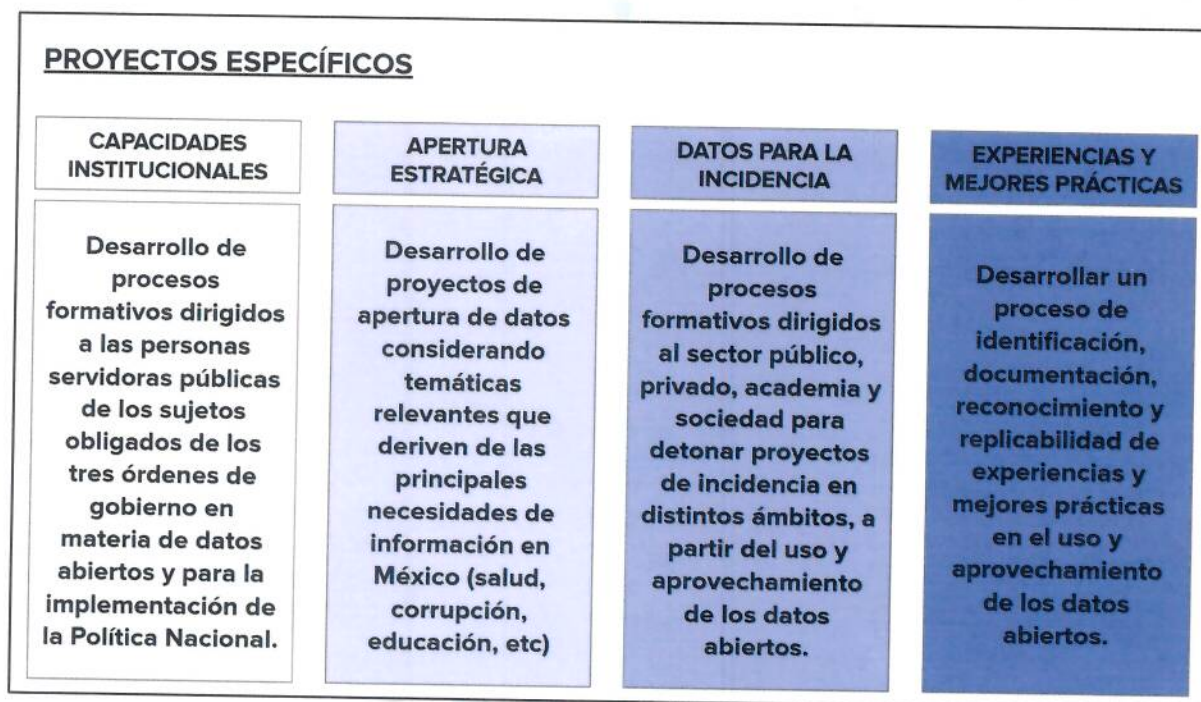 PROYECTOS ESPECÍFICOS
CAPACIDADES
INSTITUCIONALES
Desarrollo de
procesos
formativos dirigidos
a las personas
servidoras públicas
de los sujetos
obligados de los
tres órdenes de
gobierno en
materia de datos
abiertos y para la
implementación de
la Política Nacional.
APERTURA
ESTRATÉGICA
Desarrollo de
proyectos de
apertura de datos
considerando
temáticas
relevantes que
deriven de las
principales
necesidades de
información en
México (salud,
corrupción,
educación, etc)
DATOS PARA LA
INCIDENCIA
Desarrollo de
procesos
formativos dirigidos
al sector público,
privado, academia y
sociedad para
detonar proyectos
de incidencia en
distintos ámbitos, a
partir del uso y
aprovechamiento
de los datos
abiertos.
EXPERIENCIAS Y
MEJORES PRÁCTICAS
Desarrollar un
proceso de
identificación,
documentación,
reconocimiento y
replicabilidad de
experiencias y
mejores prácticas
en el uso y
aprovechamiento
de los datos
abiertos.